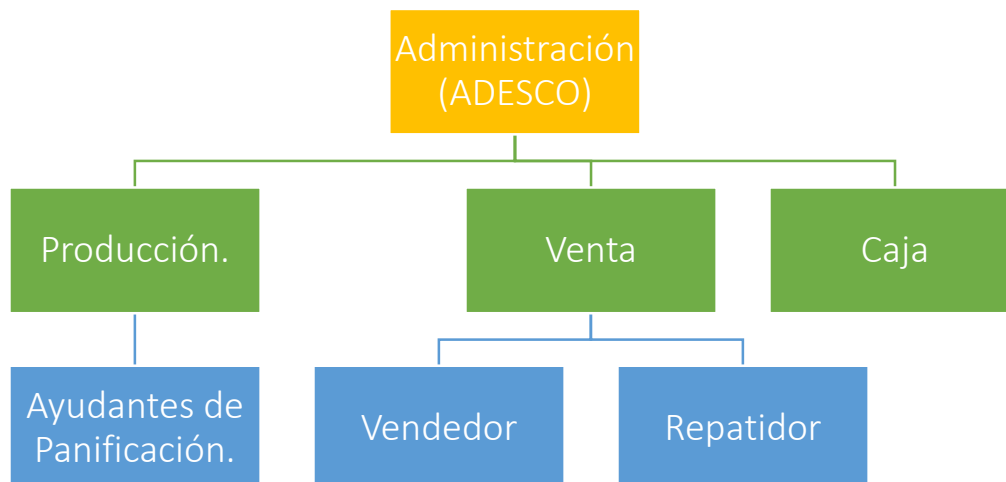 Administración
(ADESCO)
Producción.
Venta
Caja
Ayudantes de
Panificación.
Vendedor
Repatidor